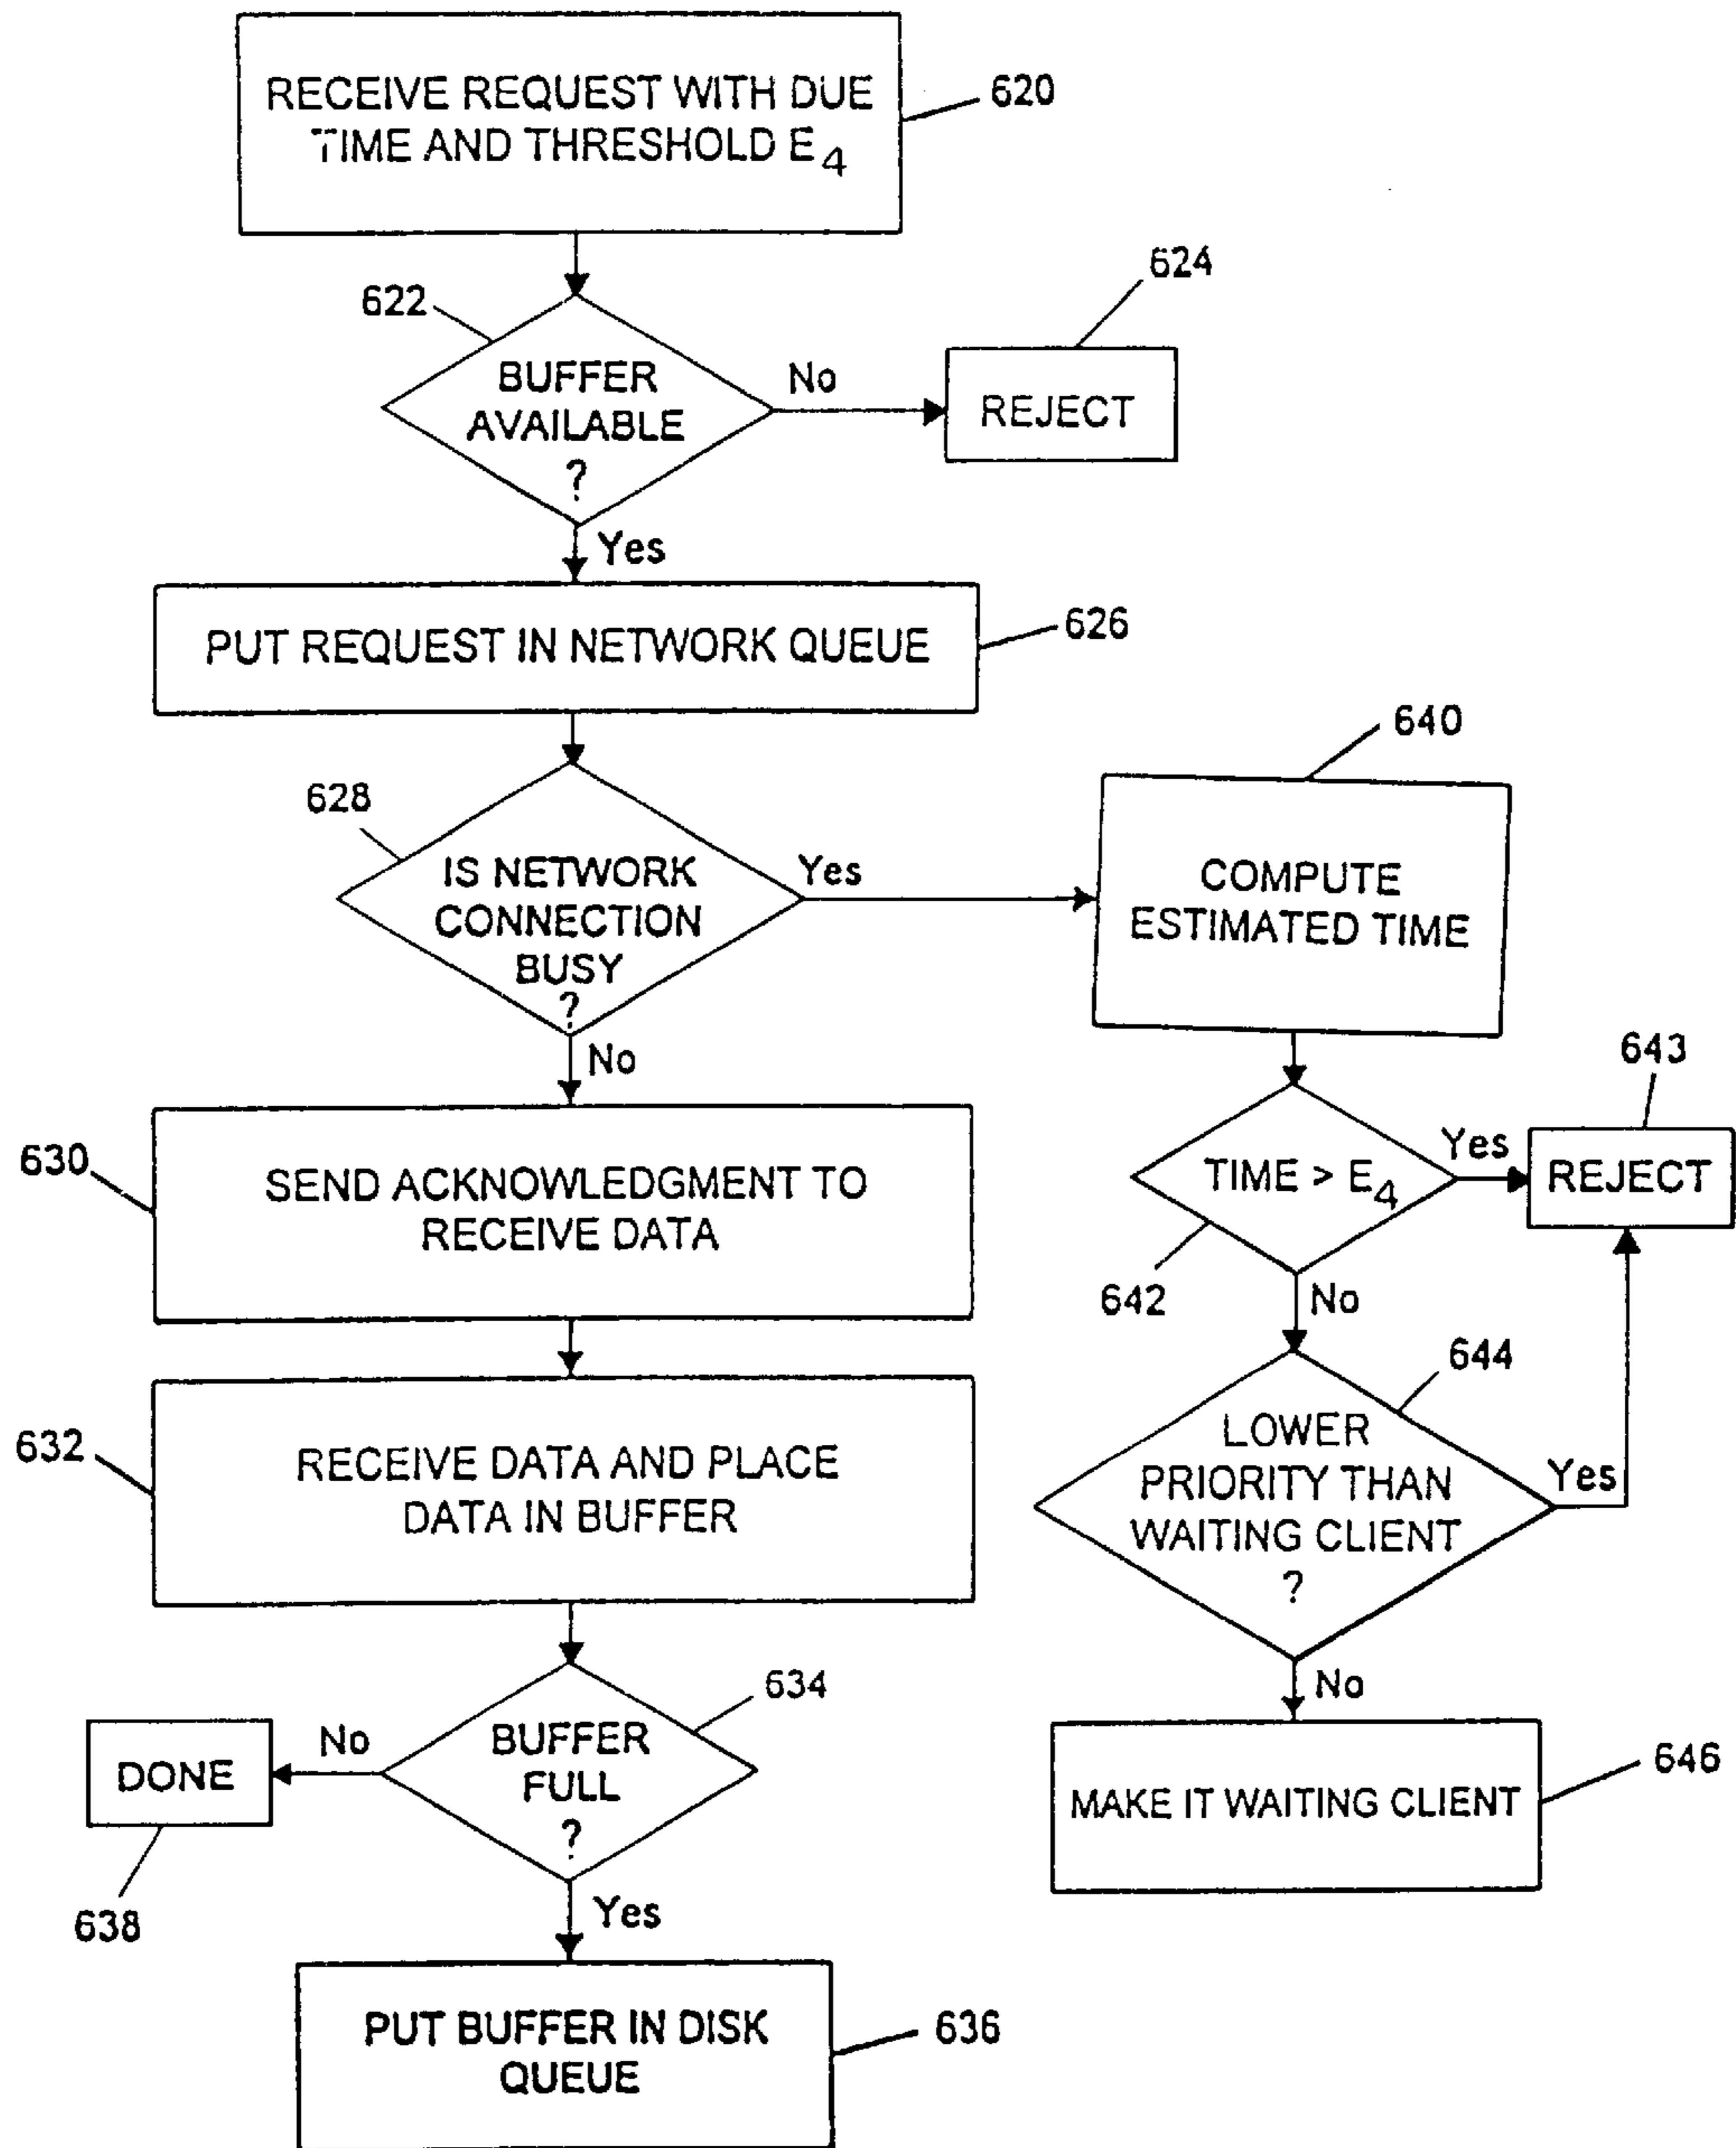 RECEIVE REQUEST WITH DUE
TIME AND THRESHOLD E4
620
622
624
BUFFER
AVAILABLE
?
No
REJECT
Yes
PUT REQUEST IN NETWORK QUEUE
626
628
IS NETWORK
CONNECTION
BUSY
?
Yes
640
COMPUTE
ESTIMATED TIME
No
630
SEND ACKNOWLEDGMENT TO
RECEIVE DATA
TIME > E4
Yes
643
REJECT
642
No
632
RECEIVE DATA AND PLACE
DATA IN BUFFER
644
LOWER
PRIORITY THAN
WAITING CLIENT
?
Yes
No
634
BUFFER
FULL
?
No
DONE
638
MAKE IT WAITING CLIENT
646
Yes
PUT BUFFER IN DISK
QUEUE
636